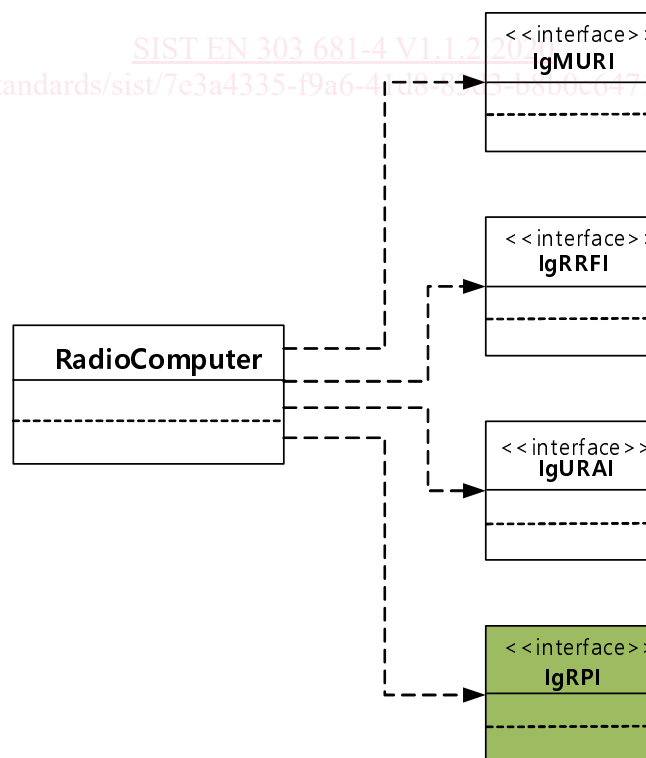 SIST EN 303 681-4 V1.1.2:2020
<<interface>
IgMURI
<<interface>
IgRRFI
RadioComputer
<<interface>>
IgURAI
<<interface>>
IgRPI